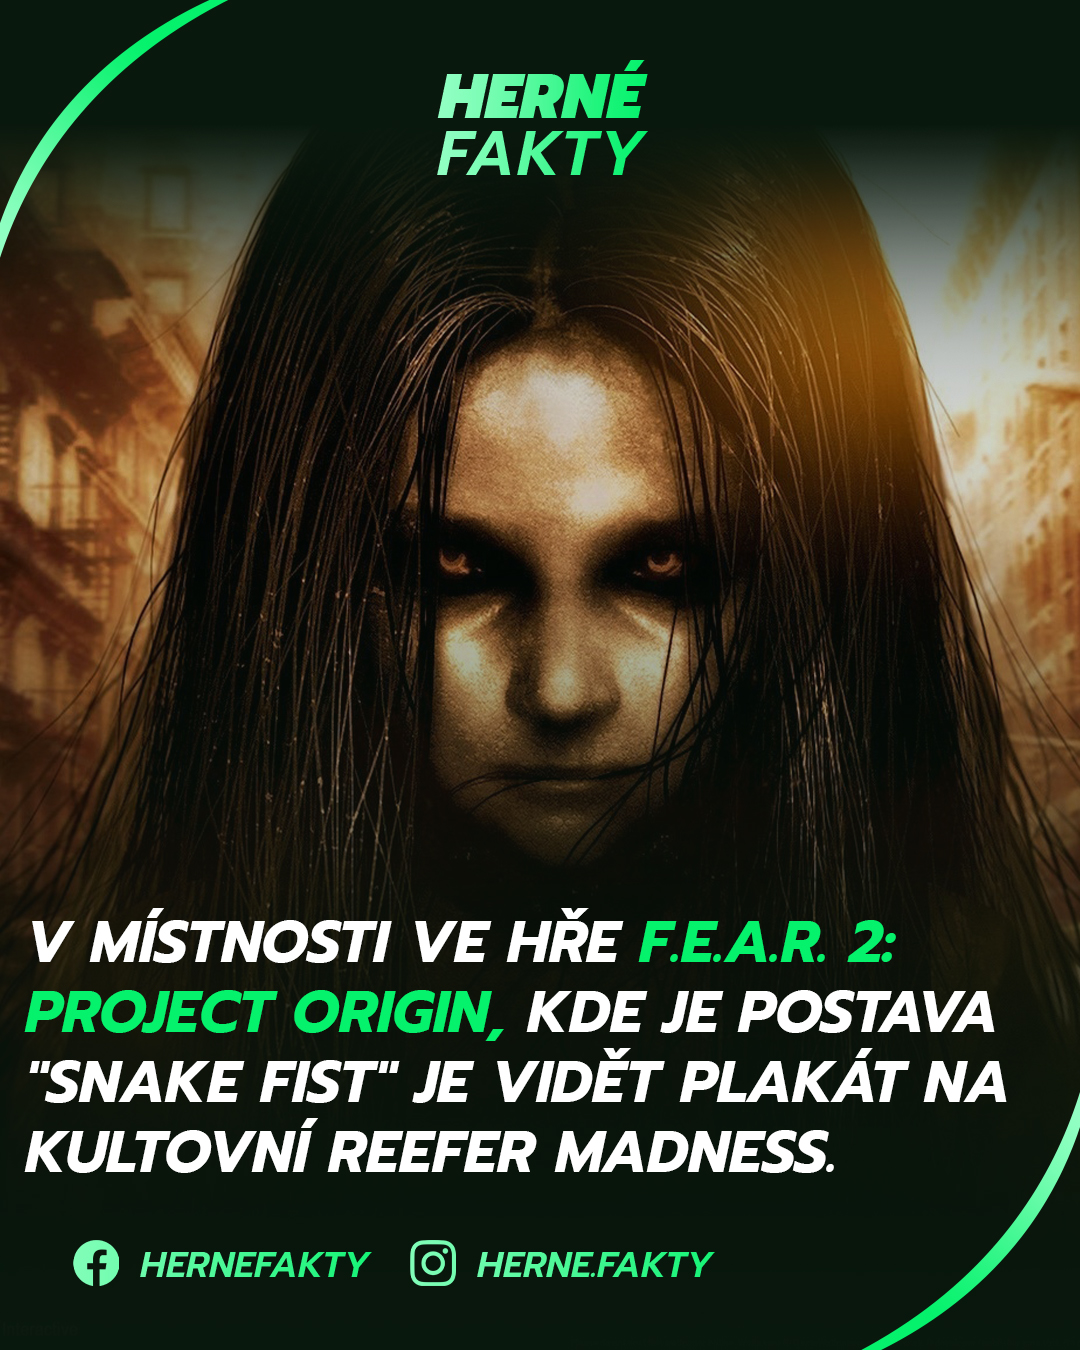 HERNÉ
FAKTY
V MÍSTNOSTI VE HŘE F.E.A.R. 2:
PROJECT ORIGIN, KDE JE POSTAVA
"SNAKE FIST" JE VIDĚT PLAKÁT NA
KULTOVNÍ REEFER MADNESS.
HERNEFAKTY HERNE.FAKTY